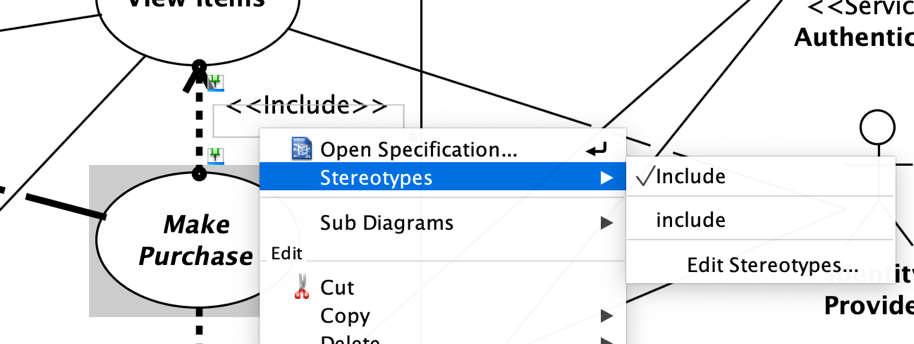 View Items
<<Servic
Authentic
<<Include>>
Open Specification...
Stereotypes
Include
include
Sub Diagrams
Make
Purchase
Edit
Edit Stereotypes...
Cut
Provide
Copy
Delete